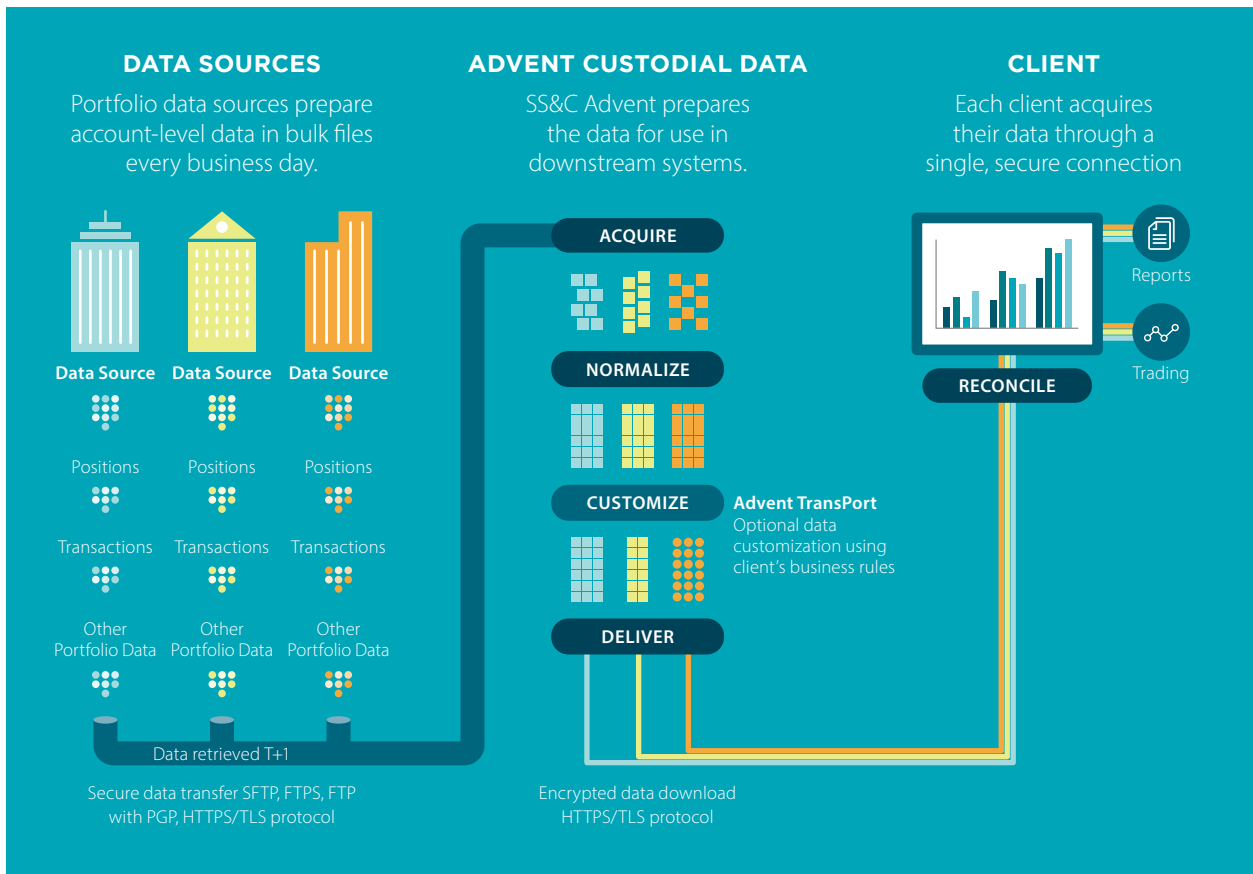 DATA SOURCES
Portfolio data sources prepare
account-level data in bulk files
every business day.
Data Source
Data Source
Data Source
Positions
Positions
Positions
Transactions
Transactions
Transactions
Other
Portfolio Data
Other
Portfolio Data
Other
Portfolio Data
Data retrieved T+1
Secure data transfer SFTP, FTPS, FTP
with PGP, HTTPS/TLS protocol
ADVENT CUSTODIAL DATA
SS&C Advent prepares
the data for use in
downstream systems.
ACQUIRE
NORMALIZE
CUSTOMIZE
Advent TransPort
Optional data
customization using
client's business rules
DELIVER
Encrypted data download
HTTPS/TLS protocol
CLIENT
Each client acquires
their data through a
single, secure connection
Reports
Trading
RECONCILE